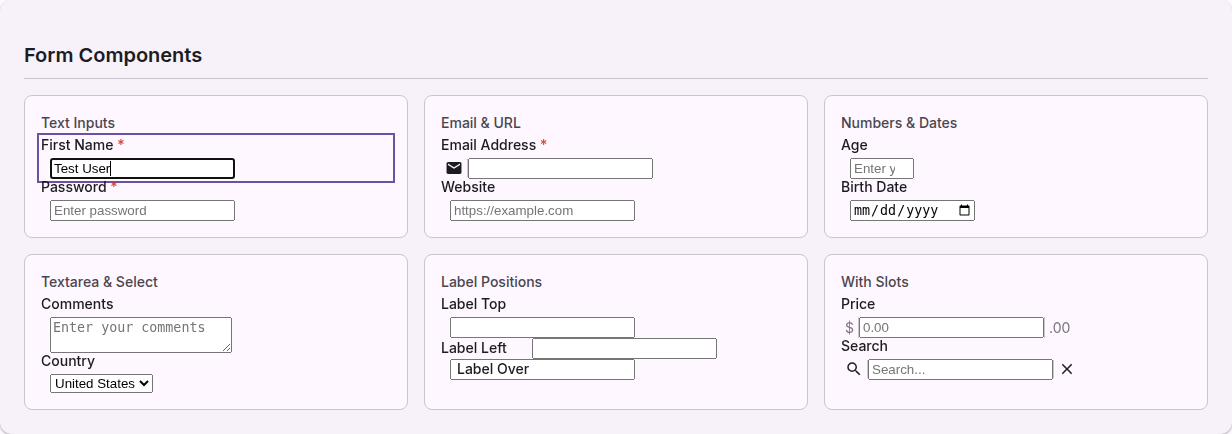 Form Components
Text Inputs
First Name *
Test User
Password *
Enter password
Email & URL
Email Address *
Website
https://example.com
Numbers & Dates
Age
Enter y
Birth Date
mm/dd/yyyy
Textarea & Select
Comments
Enter your comments
Country
United States
Label Positions
Label Top
Label Left
Label Over
With Slots
Price
$ 0.00 .00
Search
Search...